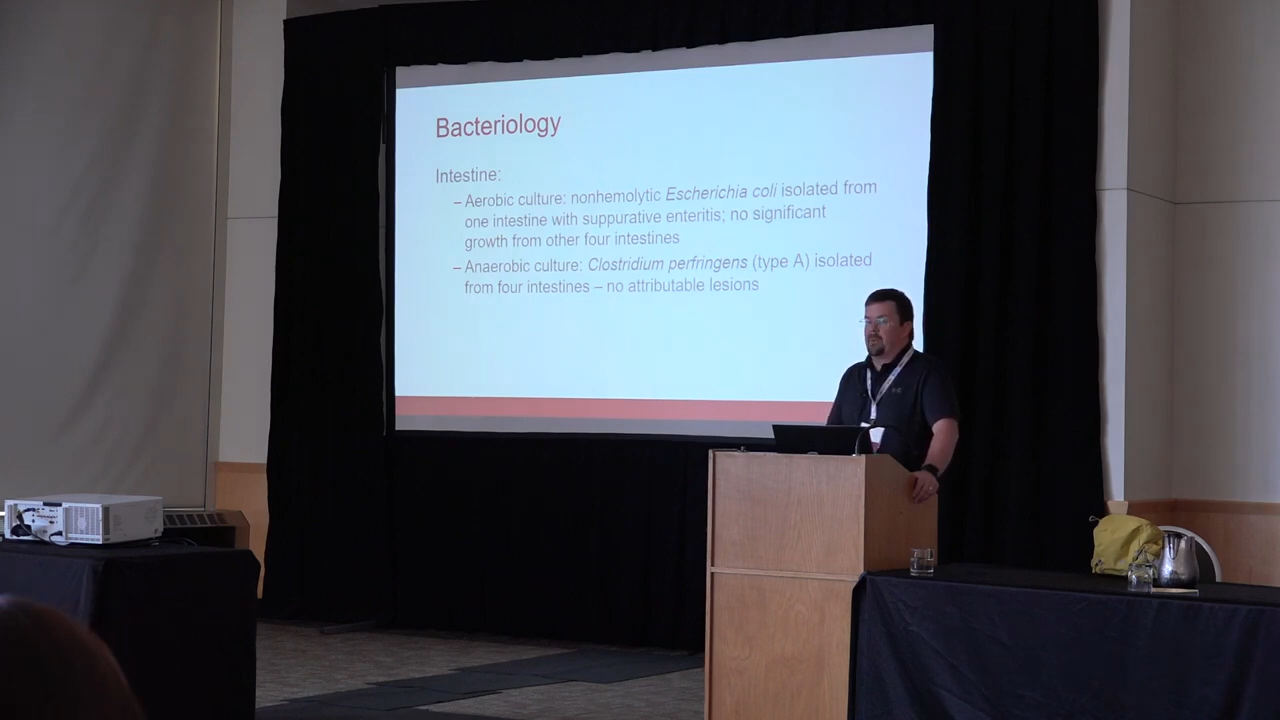 Bacteriology
Intestine:
– Aerobic culture: nonhemolytic Escherichia coli isolated from
one intestine with suppurative enteritis; no significant
growth from other four intestines
– Anaerobic culture: Clostridium perfringens (type A) isolated
from four intestines – no attributable lesions